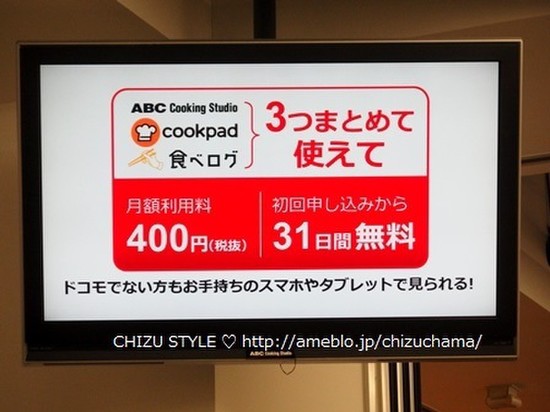 ABC Cooking Studio
cookpad
食べログ
3つまとめて
使えて
月額利用料
400円(税抜)
初回申し込みから
31日間無料
ドコモでない方もお手持ちのスマホやタブレットで見られる!
CHIZU STYLE ♡ http://ameblo.jp/chizuchama/
ABC Cooking Studio